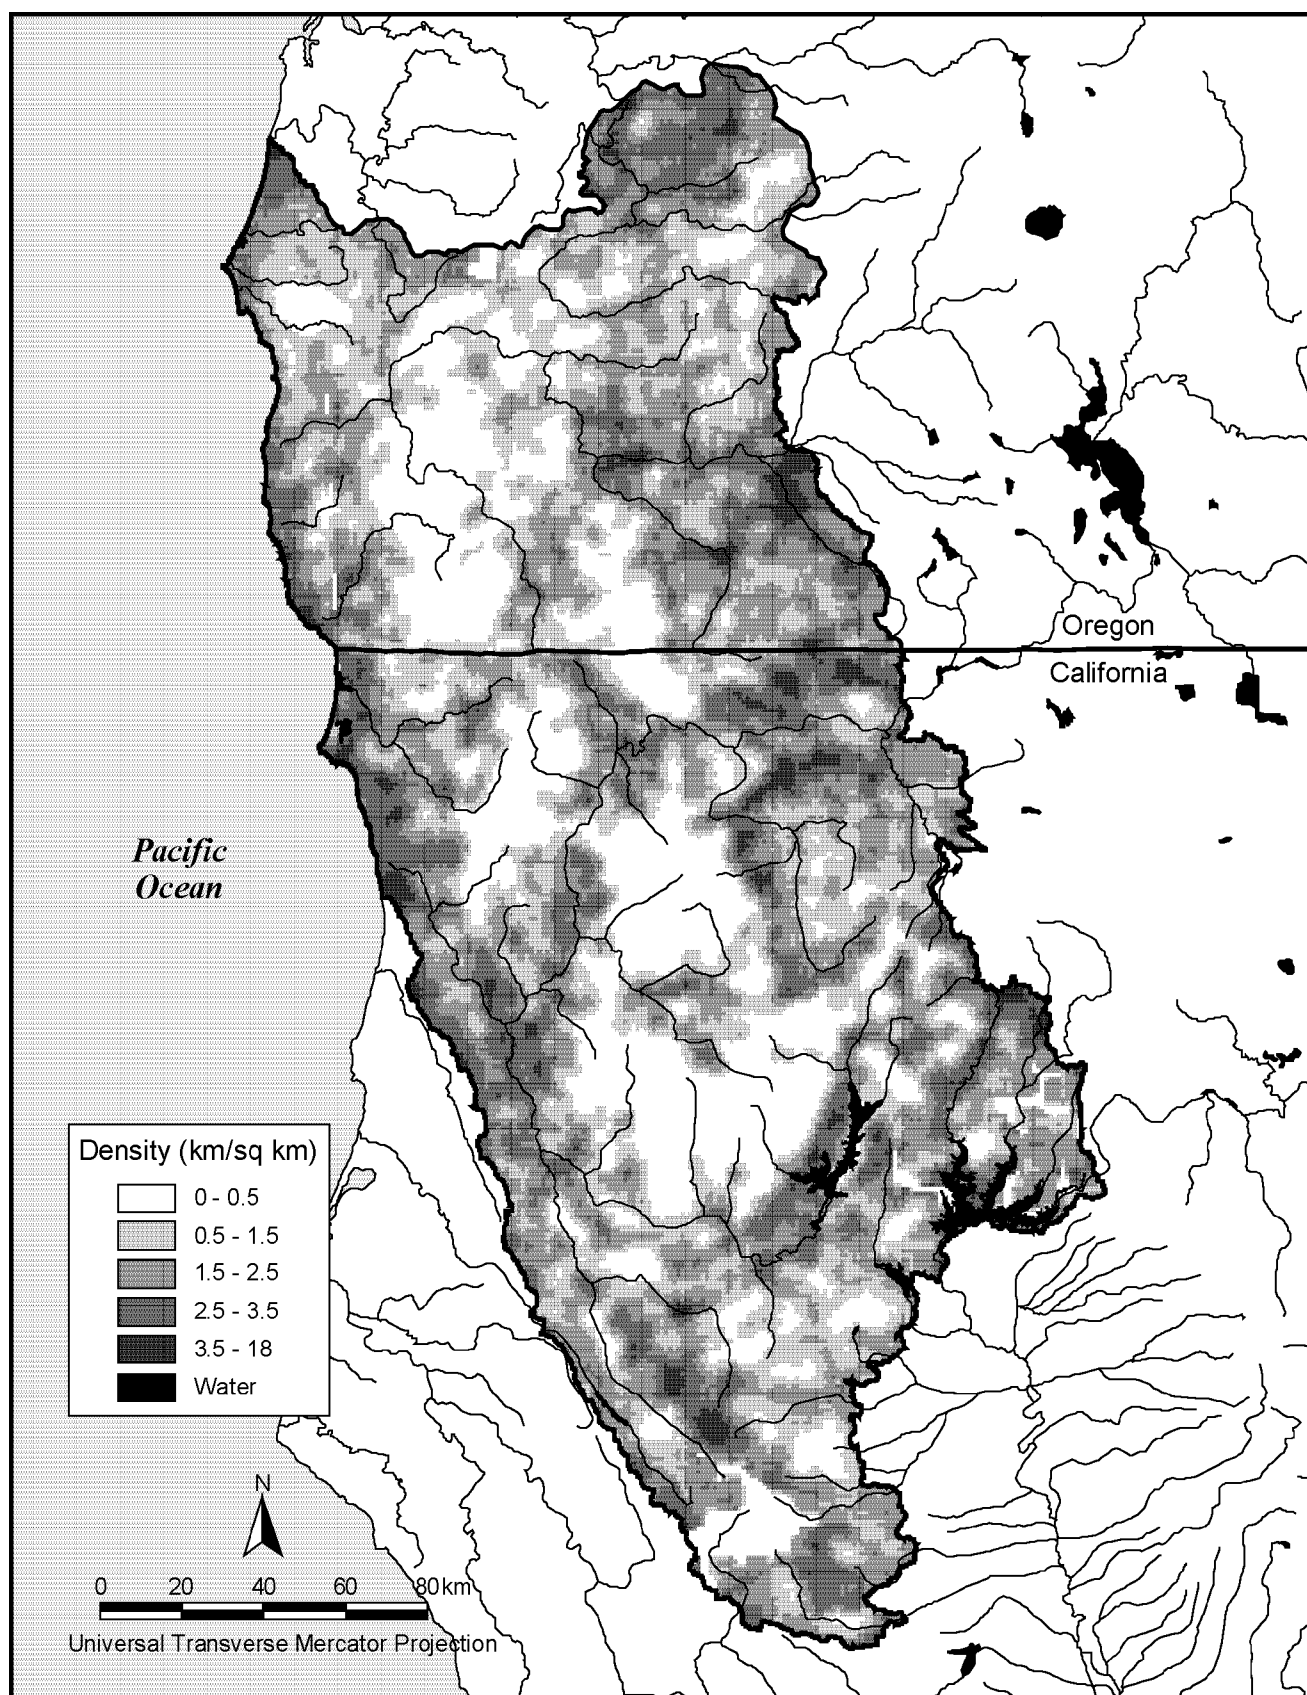 Oregon
California
Pacific
Ocean
Density (km/sq km)
0 - 0.5
0.5 - 1.5
1.5 - 2.5
2.5 - 3.5
3.5 - 18
Water
N
0 20 40 60 80 km
Universal Transverse Mercator Projection